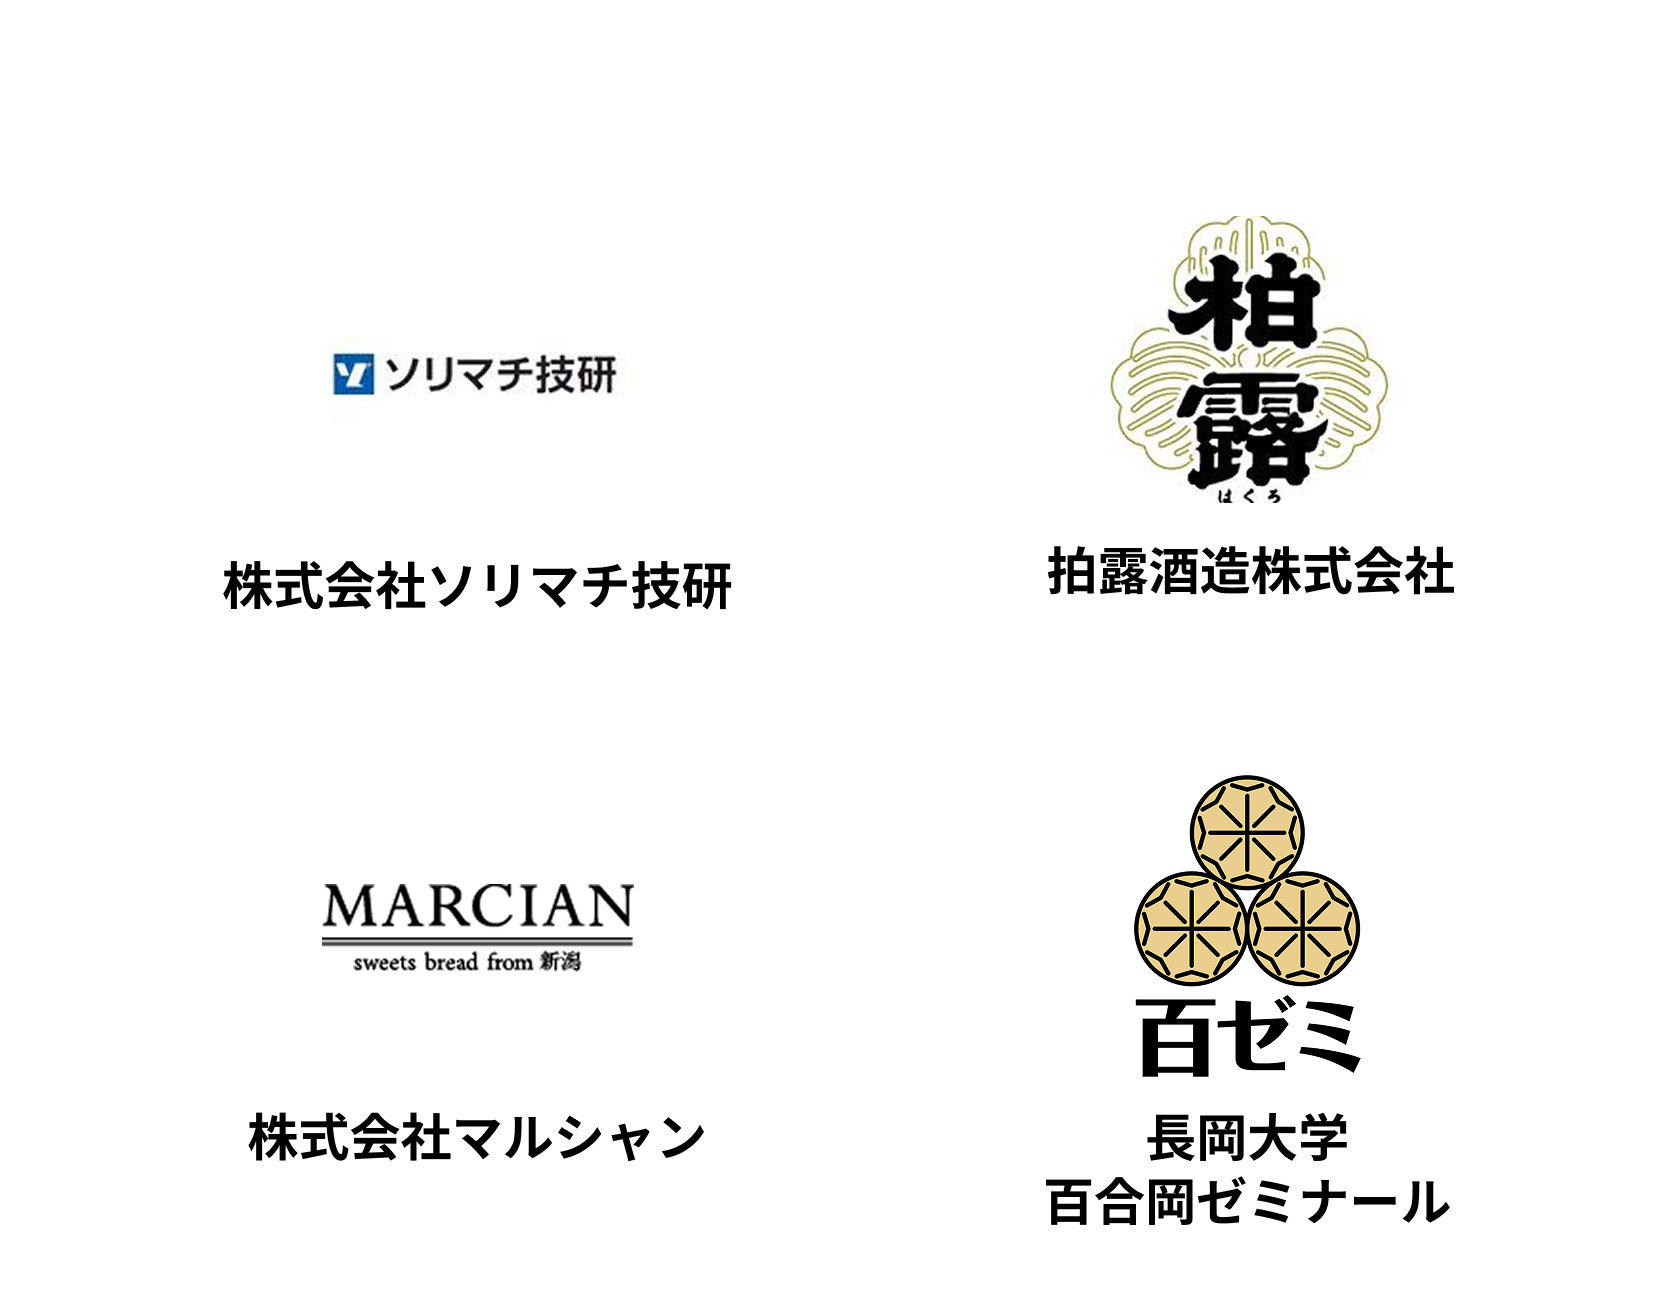 ソリマチ技研
柏
露
はくろ
株式会社ソリマチ技研
拍露酒造株式会社
MARCIAN
sweets bread from 新潟
百ゼミ
株式会社マルシャン
長岡大学
百合岡ゼミナール